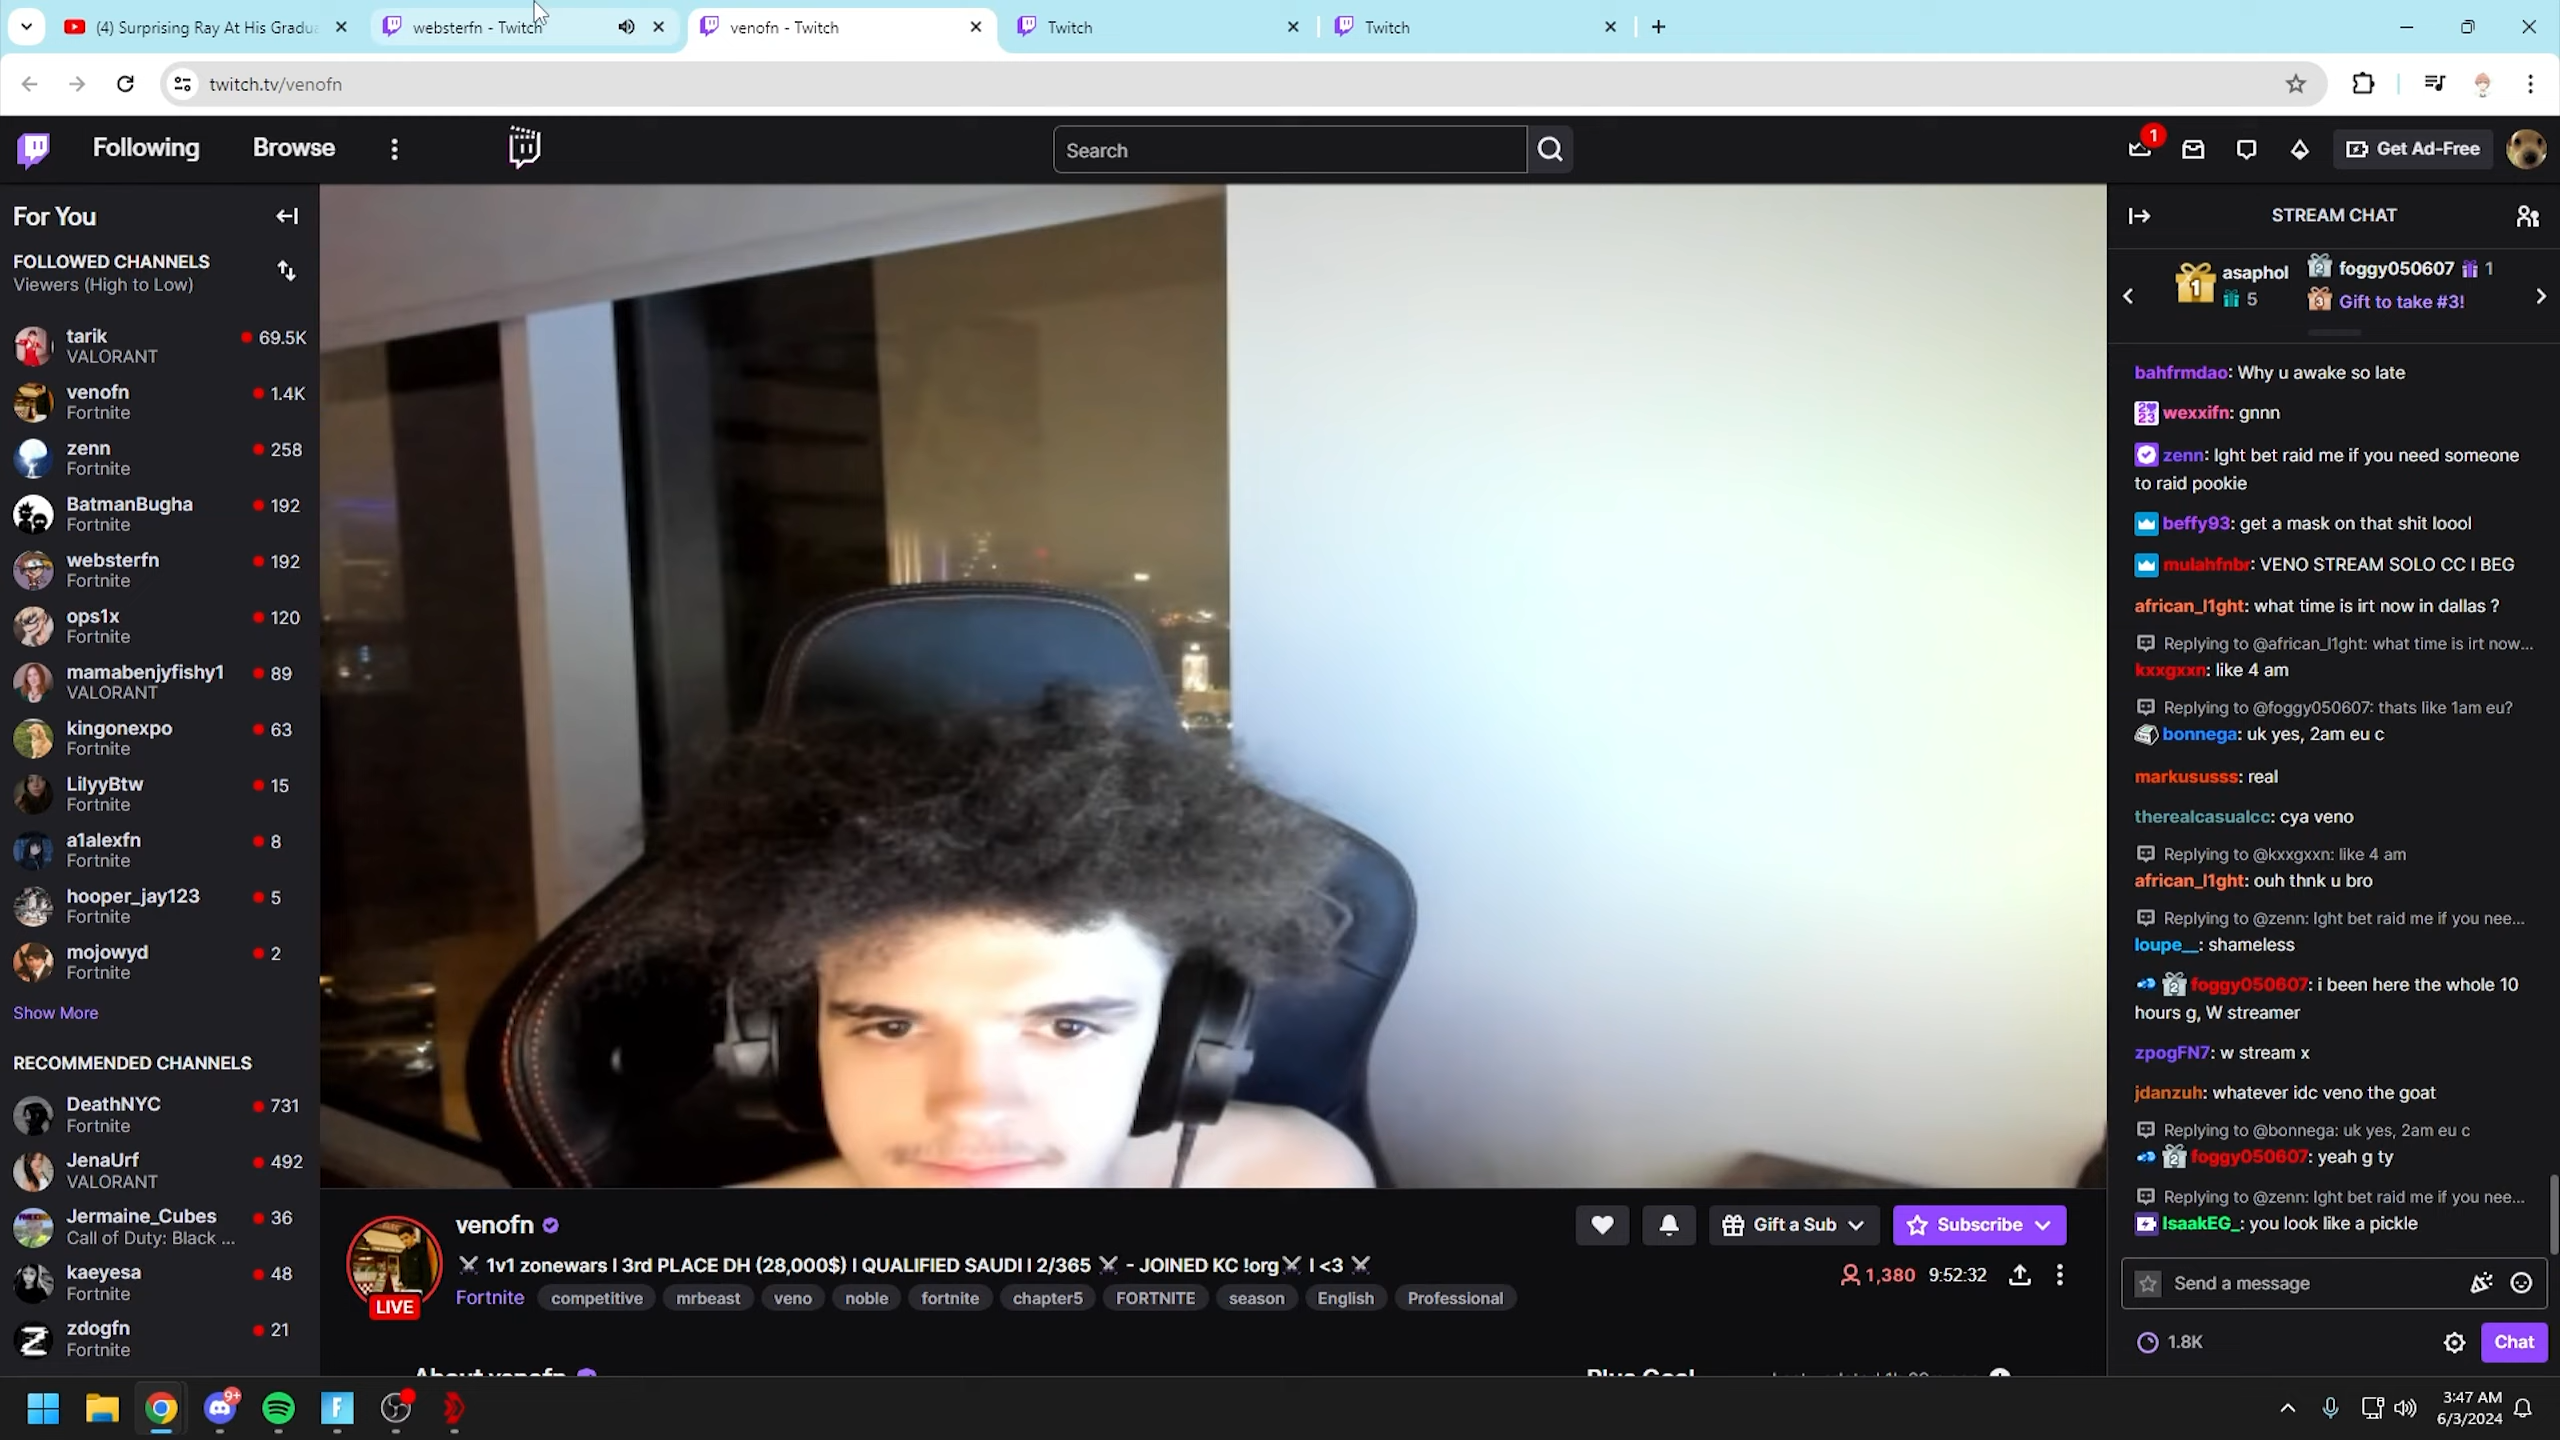 (4) Surprising Ray At His Gradu
websterfn - Twitch
venofn - Twitch
Twitch
Twitch
twitch.tv/venofn
Following
Browse
Search
1
Get Ad-Free
For You
FOLLOWED CHANNELS
Viewers (High to Low)
tarik
69.5K
VALORANT
venofn
1.4K
Fortnite
zenn
258
Fortnite
BatmanBugha
192
Fortnite
websterfn
192
Fortnite
ops1x
120
Fortnite
mamabenjyfishy1
89
VALORANT
kingonexpo
63
Fortnite
LilyyBtw
15
Fortnite
a1alexfn
8
Fortnite
hooper_jay123
5
Fortnite
mojowyd
2
Fortnite
Show More
RECOMMENDED CHANNELS
DeathNYC
731
Fortnite
JenaUrf
492
VALORANT
Jermaine_Cubes
36
Call of Duty: Black ...
kaeyesa
48
Fortnite
zdogfn
21
Fortnite
venofn
⚔ 1v1 zonewars I 3rd PLACE DH (28,000$) I QUALIFIED SAUDI I 2/365 ⚔ - JOINED KC !org⚔ I <3 ⚔
Fortnite competitive mrbeast veno noble fortnite chapter5 FORTNITE season English Professional
LIVE
Gift a Sub
Subscribe
1,380 9:52:32
STREAM CHAT
1 asaphol
5
2 foggy050607 1
3 Gift to take #3!
bahfrmdao: Why u awake so late
wexxifn: gnnn
zenn: Ight bet raid me if you need someone
to raid pookie
beffy93: get a mask on that shit loool
mulahfnbr: VENO STREAM SOLO CC I BEG
african_l1ght: what time is irt now in dallas ?
Replying to @african_l1ght: what time is irt now...
kxxgxxn: like 4 am
Replying to @foggy050607: thats like 1am eu?
bonnega: uk yes, 2am eu c
markususss: real
therealcasualcc: cya veno
Replying to @kxxgxxn: like 4 am
african_l1ght: ouh thnk u bro
Replying to @zenn: Ight bet raid me if you nee...
loupe__: shameless
foggy050607: i been here the whole 10
hours g, W streamer
zpogFN7: w stream x
jdanzuh: whatever idc veno the goat
Replying to @bonnega: uk yes, 2am eu c
foggy050607: yeah g ty
Replying to @zenn: Ight bet raid me if you nee...
IsaakEG_: you look like a pickle
Send a message
1.8K
Chat
9+
3:47 AM
6/3/2024